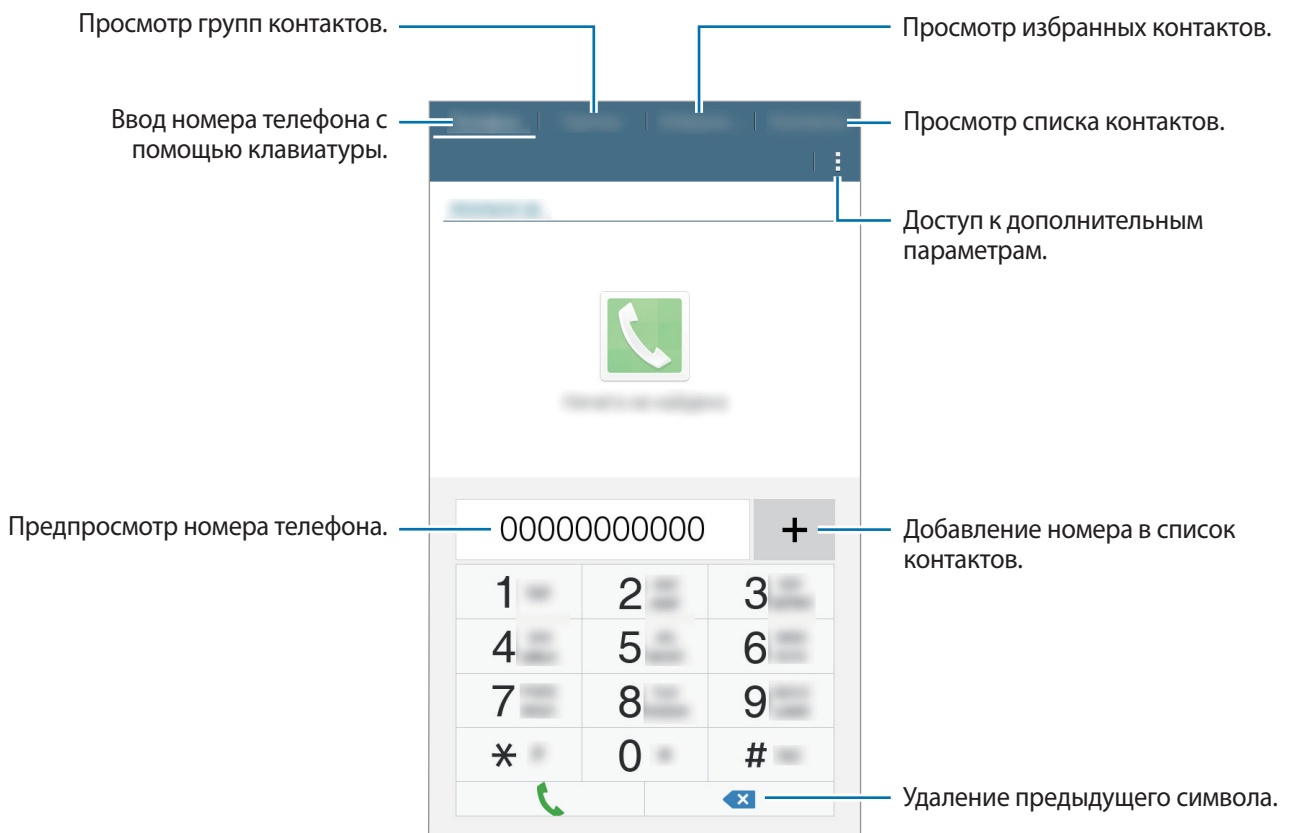 Просмотр групп контактов.
Просмотр избранных контактов.
Ввод номера телефона с
помощью клавиатуры.
Просмотр списка контактов.
Доступ к дополнительным
параметрам.
Предпросмотр номера телефона.
00000000000
+
Добавление номера в список
контактов.
1
2
3
4
5
6
7
8
9
*
0
#
Удаление предыдущего символа.